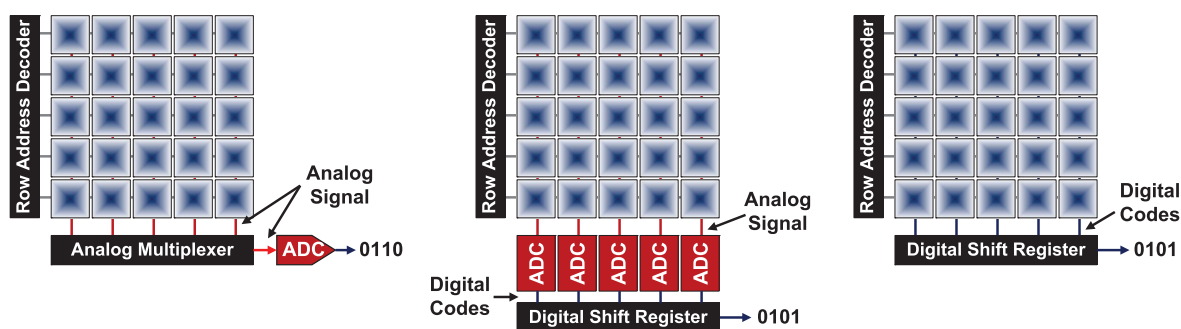 Row Address Decoder
Analog
Signal
Analog Multiplexer
ADC
0110
Row Address Decoder
Analog
Signal
ADC
ADC
ADC
ADC
ADC
Digital
Codes
Digital Shift Register
0101
Row Address Decoder
Digital
Codes
Digital Shift Register
0101